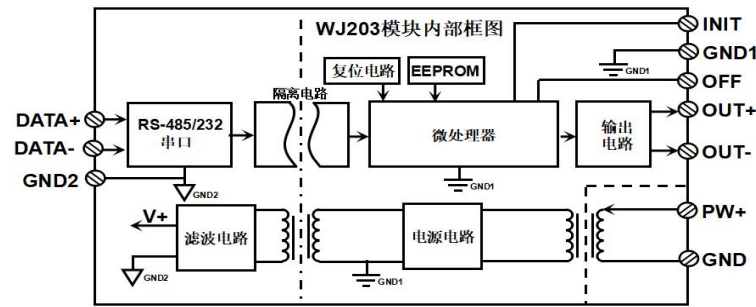 WJ203模块内部框图
INIT
GND1
OFF
OUT+
OUT-
PW+
GND
复位电路
EEPROM
GND1
隔离电路
DATA+
DATA-
GND2
RS-485/232
串口
微处理器
输出
电路
GND2
GND1
V+
滤波电路
电源电路
GND2
GND1